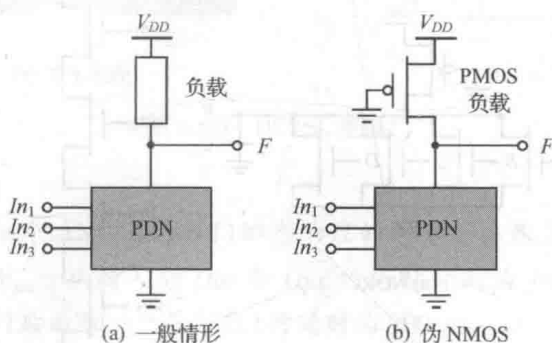 V_DD
负载
F
In₁
In₂
In₃
PDN
(a) 一般情形
V_DD
PMOS
负载
F
In₁
In₂
In₃
PDN
(b) 伪 NMOS